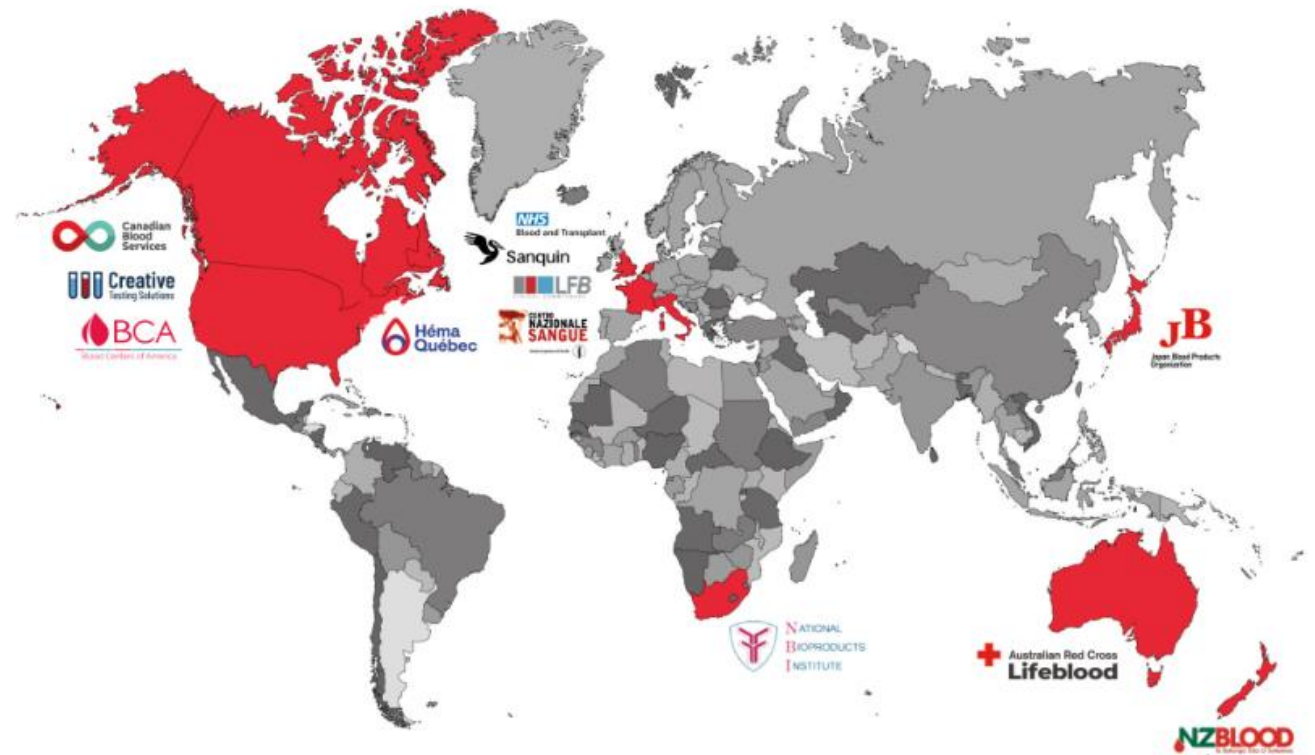 Canadian
Blood
Services
Creative
Testing Solutions
BCA
Blood Centers of America
Héma
Québec
NHS
Blood and Transplant
Sanquin
LFB
CENTRO
NAZIONALE
SANGUE
JB
Japan Blood Products
Organization
NATIONAL
BIOPRODUCTS
INSTITUTE
Australian Red Cross
Lifeblood
NZBLOOD